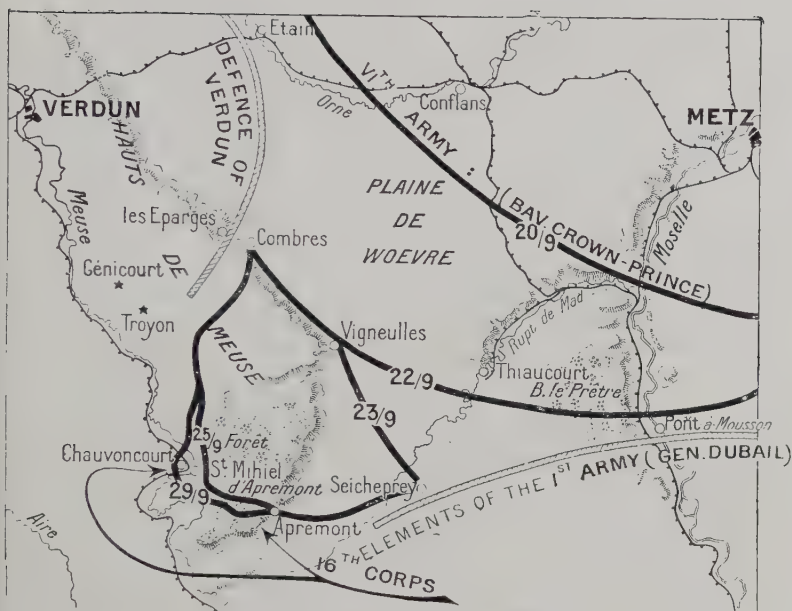 Etain
VERDUN
DEFENCE OF
VERDUN
VITH ARMY : (BAV. CROWN-PRINCE)
Orne
Conflans
METZ
HAUTS DE MEUSE
Meuse
les Eparges
Combres
PLAINE
DE
WOEVRE
20/9
Moselle
Génicourt
Troyon
Rupt de Mad
Vigneulles
22/9
Thiaucourt
B. le Prêtre
23/9
Pont à-Mousson
25/9
Forêt
d'Apremont
Chauvoncourt
St Mihiel
29/9
Seicheprey
Apremont
ELEMENTS OF THE 1ST ARMY (GEN. DUBAIL)
Aire
16TH
CORPS